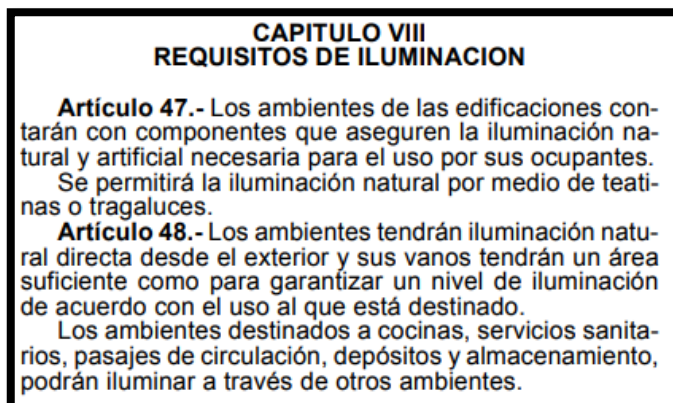 CAPITULO VIII
REQUISITOS DE ILUMINACION
Artículo 47.- Los ambientes de las edificaciones con-
tarán con componentes que aseguren la iluminación na-
tural y artificial necesaria para el uso por sus ocupantes.
Se permitirá la iluminación natural por medio de teati-
nas o tragaluces.
Artículo 48.- Los ambientes tendrán iluminación natu-
ral directa desde el exterior y sus vanos tendrán un área
suficiente como para garantizar un nivel de iluminación
de acuerdo con el uso al que está destinado.
Los ambientes destinados a cocinas, servicios sanita-
rios, pasajes de circulación, depósitos y almacenamiento,
podrán iluminar a través de otros ambientes.